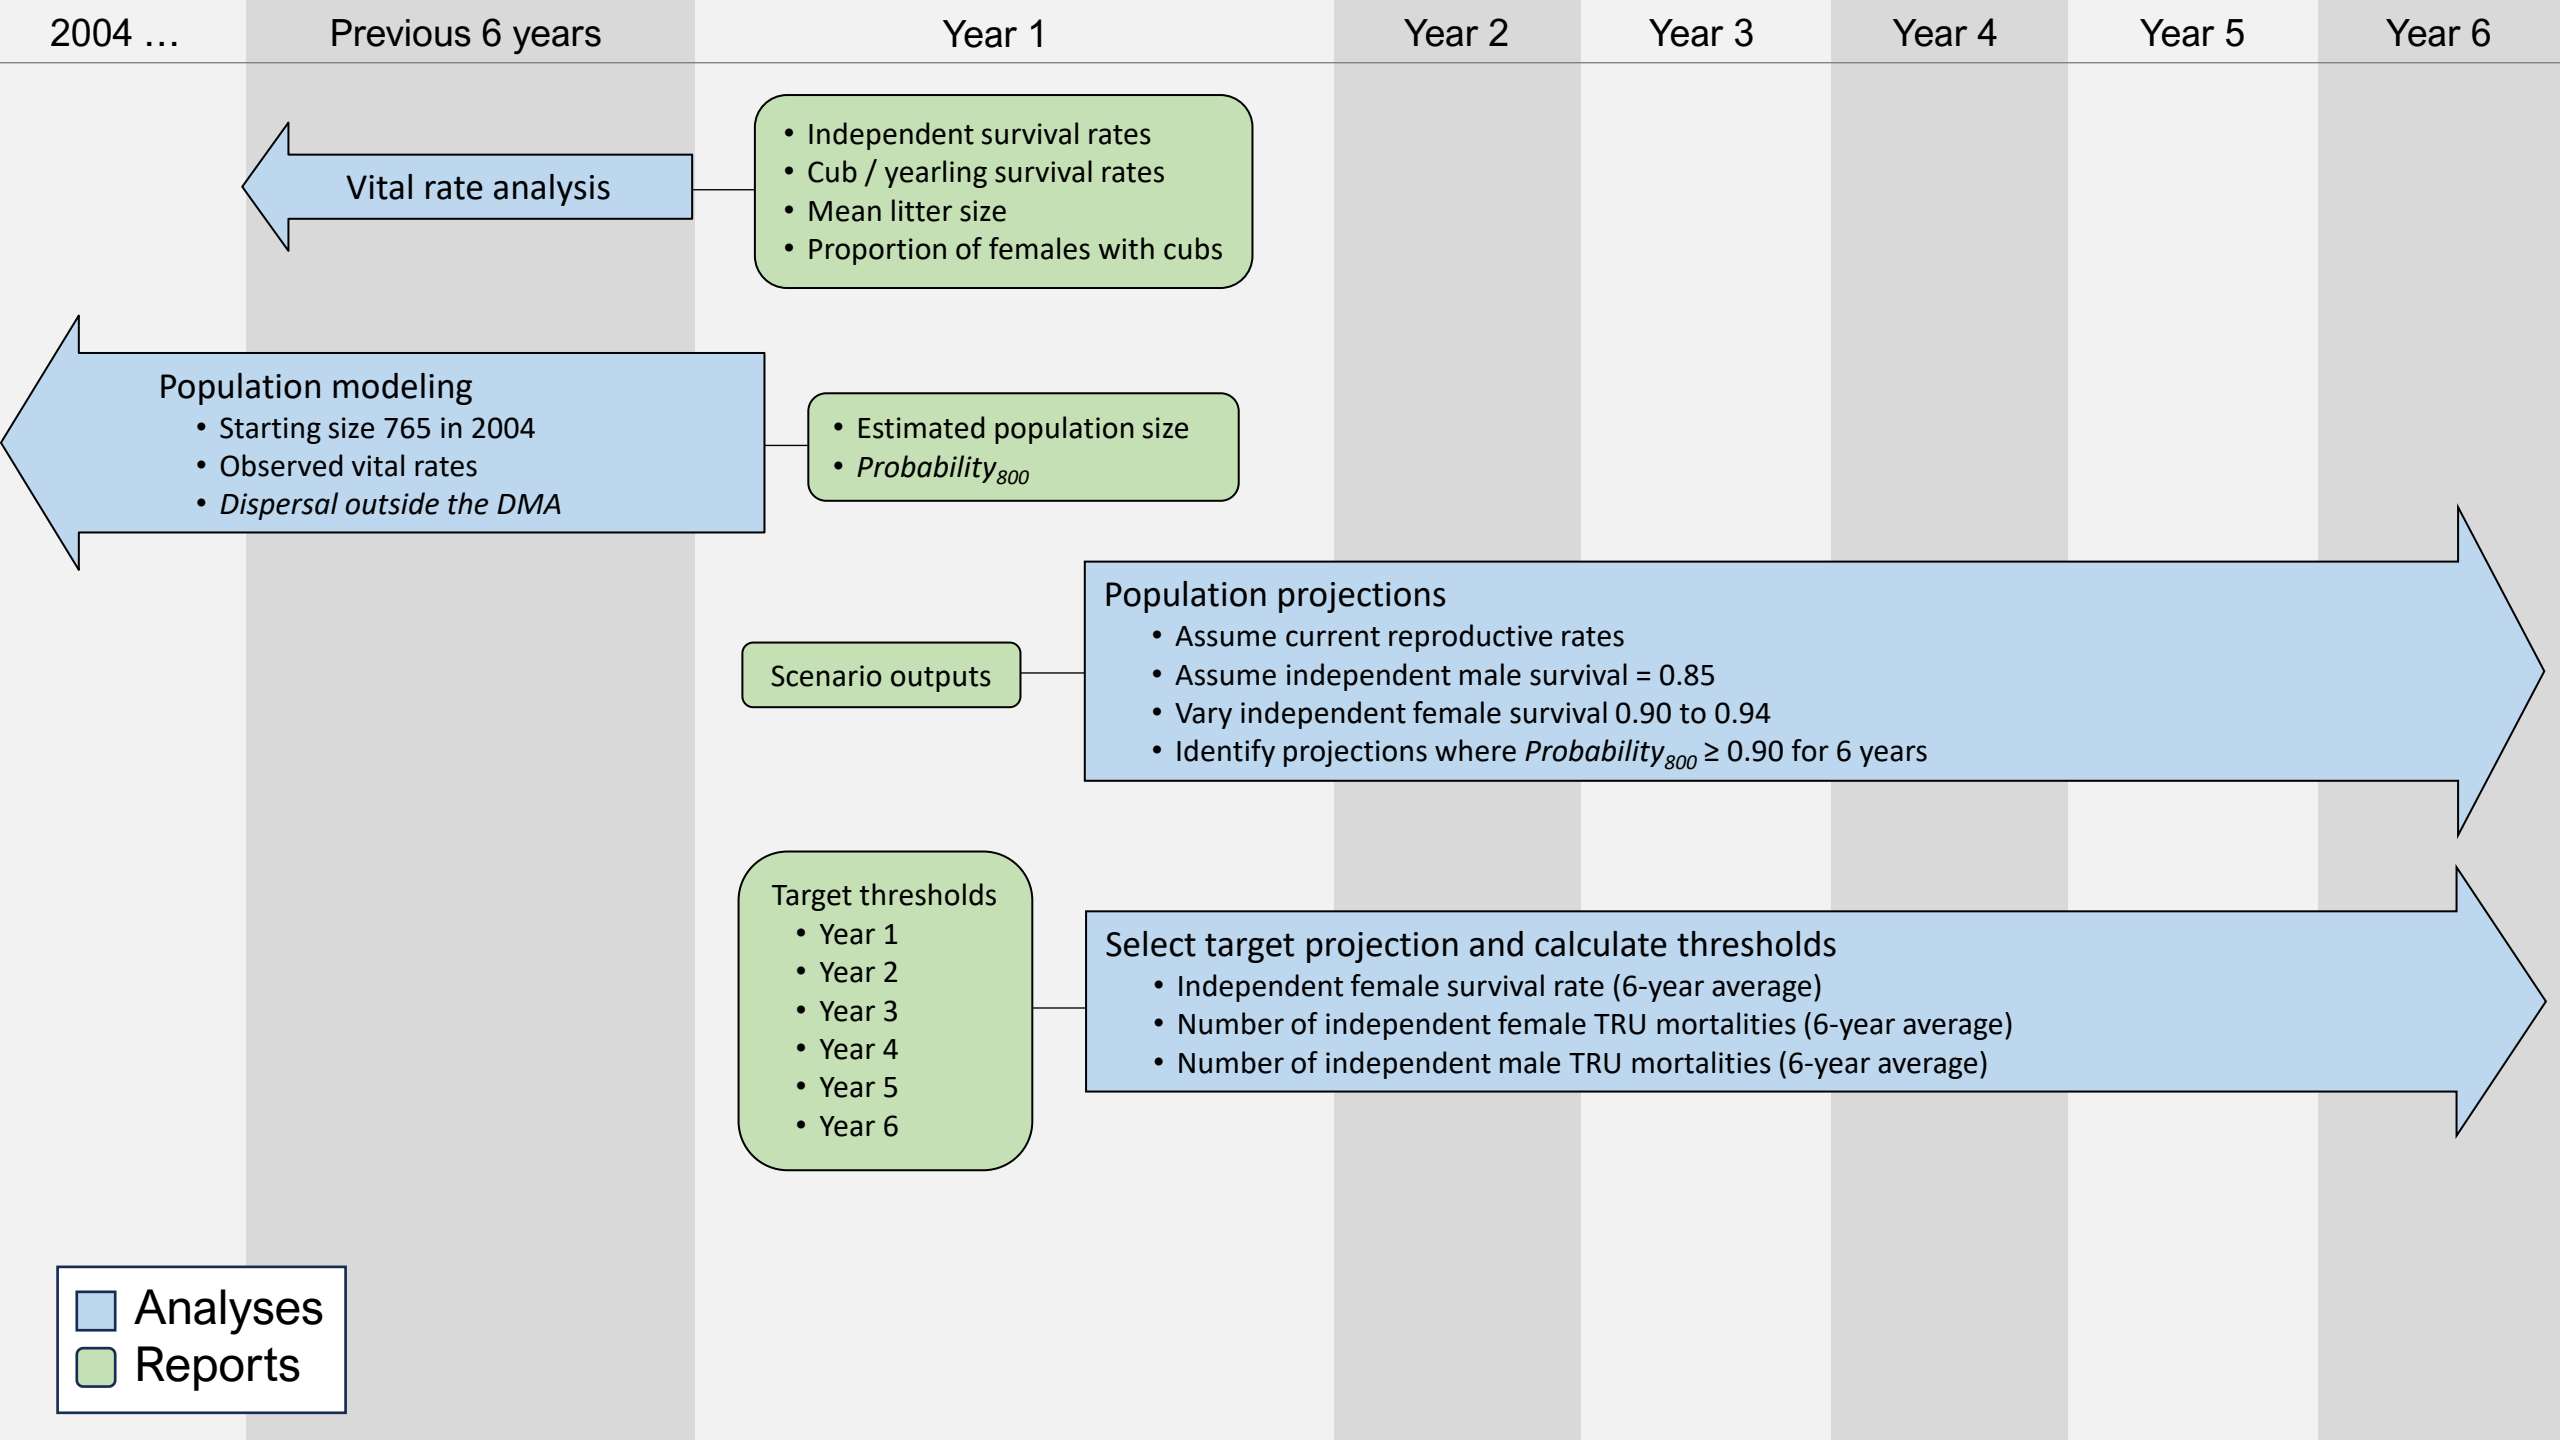 2004 … Previous 6 years Year 1 Year 2 Year 3 Year 4 Year 5 Year 6
Vital rate analysis
• Independent survival rates
• Cub / yearling survival rates
• Mean litter size
• Proportion of females with cubs
Population modeling
• Starting size 765 in 2004
• Observed vital rates
• Dispersal outside the DMA
• Estimated population size
• Probability800
Scenario outputs
Population projections
• Assume current reproductive rates
• Assume independent male survival = 0.85
• Vary independent female survival 0.90 to 0.94
• Identify projections where Probability800 ≥ 0.90 for 6 years
Target thresholds
• Year 1
• Year 2
• Year 3
• Year 4
• Year 5
• Year 6
Select target projection and calculate thresholds
• Independent female survival rate (6-year average)
• Number of independent female TRU mortalities (6-year average)
• Number of independent male TRU mortalities (6-year average)
Analyses
Reports